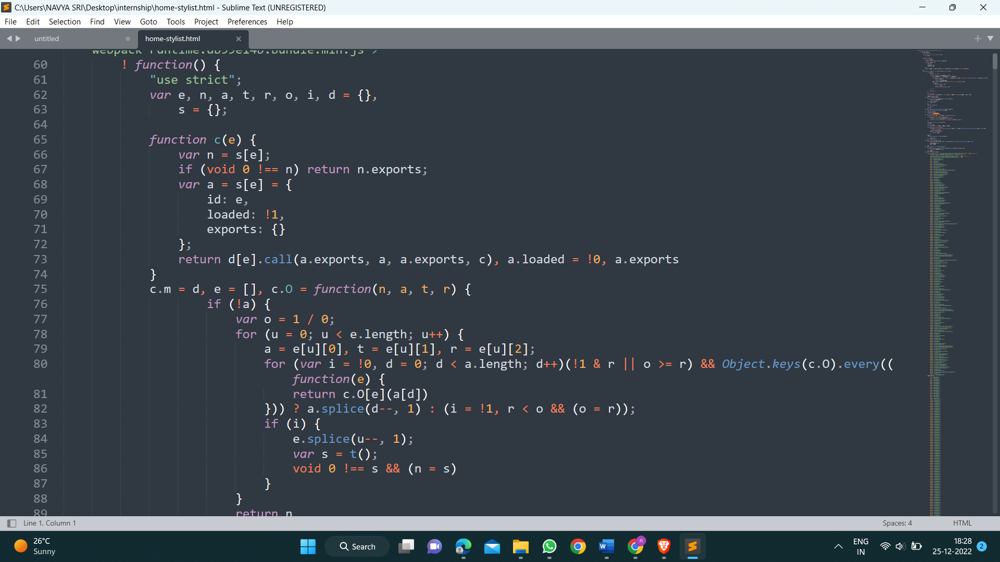 C:\Users\NAVYA SRI\Desktop\internship\home-stylist.html - Sublime Text (UNREGISTERED)
File Edit Selection Find View Goto Tools Project Preferences Help
untitled home-stylist.html
60 ! function() {
61 "use strict";
62 var e, n, a, t, r, o, i, d = {},
63 s = {};
64
65 function c(e) {
66 var n = s[e];
67 if (void 0 !== n) return n.exports;
68 var a = s[e] = {
69 id: e,
70 loaded: !1,
71 exports: {}
72 };
73 return d[e].call(a.exports, a, a.exports, c), a.loaded = !0, a.exports
74 }
75 c.m = d, e = [], c.O = function(n, a, t, r) {
76 if (!a) {
77 var o = 1 / 0;
78 for (u = 0; u < e.length; u++) {
79 a = e[u][0], t = e[u][1], r = e[u][2];
80 for (var i = !0, d = 0; d < a.length; d++)(!1 & r || o >= r) && Object.keys(c.O).every((
function(e) {
81 return c.O[e](a[d])
82 })) ? a.splice(d--, 1) : (i = !1, r < o && (o = r));
83 if (i) {
84 e.splice(u--, 1);
85 var s = t();
86 void 0 !== s && (n = s)
87 }
88 }
89 return n
Line 1, Column 1 Spaces: 4 HTML
26°C
Sunny
Search
ENG
IN
18:28
25-12-2022
2